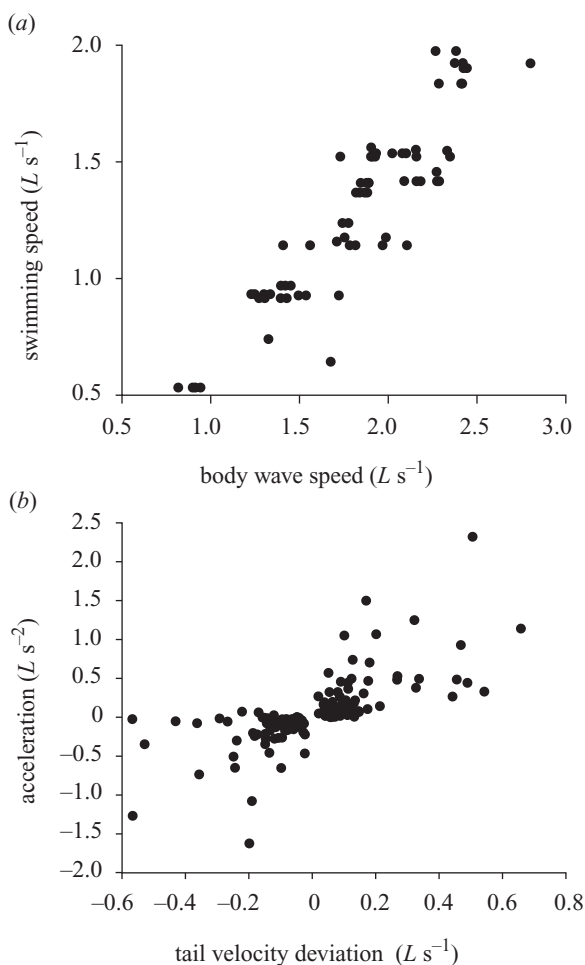 (a)
2.0
1.5
1.0
0.5
swimming speed (L s⁻¹)
0.5 1.0 1.5 2.0 2.5 3.0
body wave speed (L s⁻¹)
(b)
2.5
2.0
1.5
1.0
0.5
0
−0.5
−1.0
−1.5
−2.0
acceleration (L s⁻²)
−0.6 −0.4 −0.2 0 0.2 0.4 0.6 0.8
tail velocity deviation (L s⁻¹)